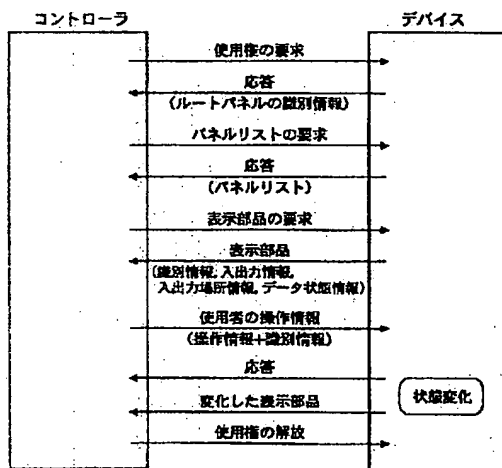 コントローラ
デバイス
使用権の要求
応答
(ルートパネルの識別情報)
パネルリストの要求
応答
(パネルリスト)
表示部品の要求
表示部品
(識別情報,入出力情報,
入出力場所情報,データ状態情報)
使用者の操作情報
(操作情報+識別情報)
応答
状態変化
変化した表示部品
使用権の解放